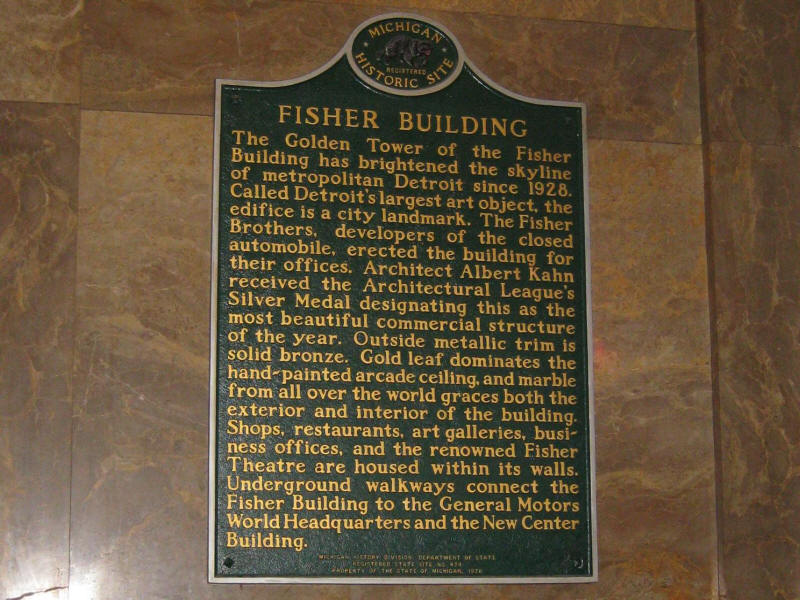 MICHIGAN
REGISTERED
HISTORIC SITE
FISHER BUILDING
The Golden Tower of the Fisher
Building has brightened the skyline
of metropolitan Detroit since 1928.
Called Detroit's largest art object, the
edifice is a city landmark. The Fisher
Brothers, developers of the closed
automobile, erected the building for
their offices. Architect Albert Kahn
received the Architectural League's
Silver Medal designating this as the
most beautiful commercial structure
of the year. Outside metallic trim is
solid bronze. Gold leaf dominates the
hand-painted arcade ceiling, and marble
from all over the world graces both the
exterior and interior of the building.
Shops, restaurants, art galleries, busi-
ness offices, and the renowned Fisher
Theatre are housed within its walls.
Underground walkways connect the
Fisher Building to the General Motors
World Headquarters and the New Center
Building.
MICHIGAN HISTORY DIVISION, DEPARTMENT OF STATE
REGISTERED STATE SITE NO. 474
PROPERTY OF THE STATE OF MICHIGAN, 1976